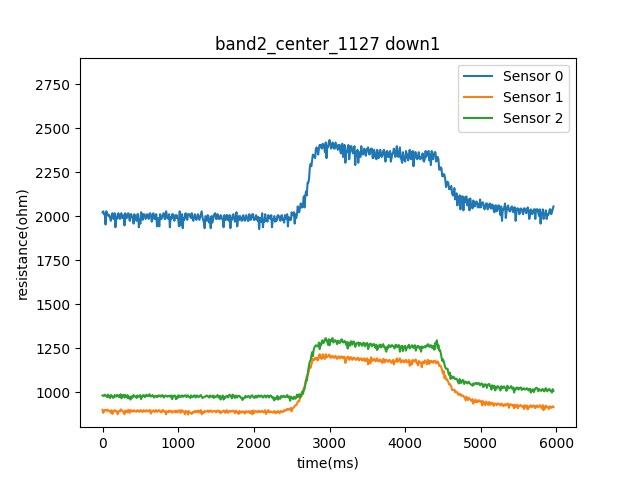 band2_center_1127 down1
Sensor 0
Sensor 1
Sensor 2
resistance(ohm)
2750
2500
2250
2000
1750
1500
1250
1000
0 1000 2000 3000 4000 5000 6000
time(ms)